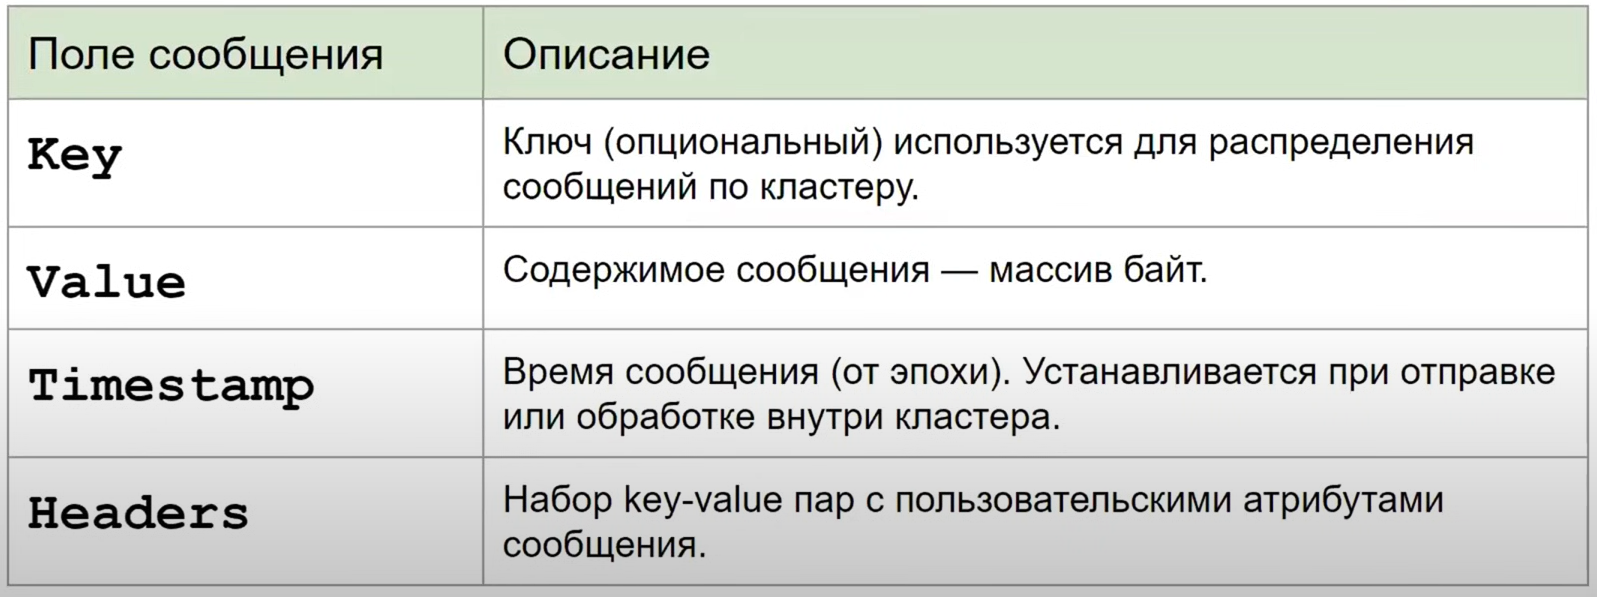 Поле сообщения
Описание
Key
Ключ (опциональный) используется для распределения
сообщений по кластеру.
Value
Содержимое сообщения — массив байт.
Timestamp
Время сообщения (от эпохи). Устанавливается при отправке
или обработке внутри кластера.
Headers
Набор key-value пар с пользовательскими атрибутами
сообщения.